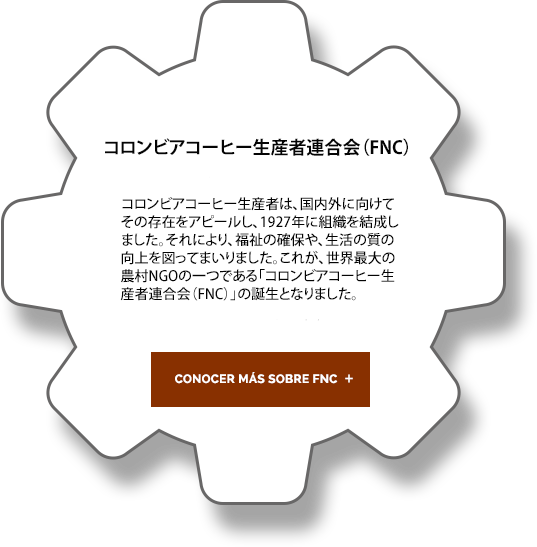 コロンビアコーヒー生産者連合会（FNC）
コロンビアコーヒー生産者は、国内外に向けて
その存在をアピールし、1927年に組織を結成し
ました。それにより、福祉の確保や、生活の質の
向上を図ってまいりました。これが、世界最大の
農村NGOの一つである「コロンビアコーヒー生
産者連合会（FNC）」の誕生となりました。
CONOCER MÁS SOBRE FNC +